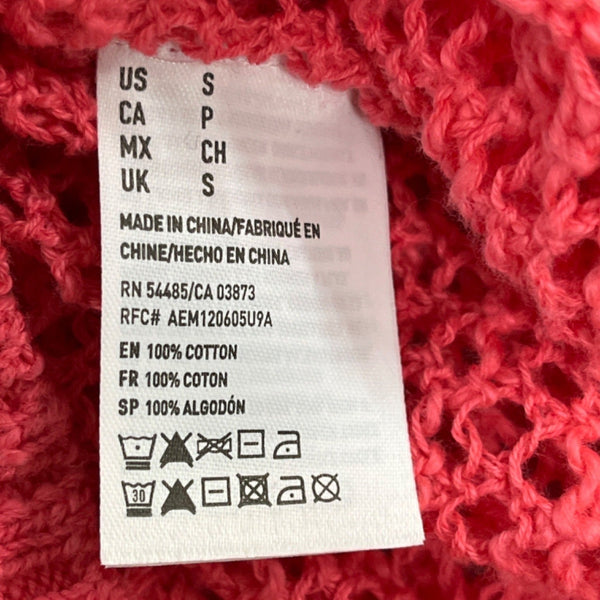 US S
CA P
MX CH
UK S
MADE IN CHINA/FABRIQUÉ EN
CHINE/HECHO EN CHINA
RN 54485/CA 03873
RFC# AEM120605U9A
EN 100% COTTON
FR 100% COTON
SP 100% ALGODÓN
30